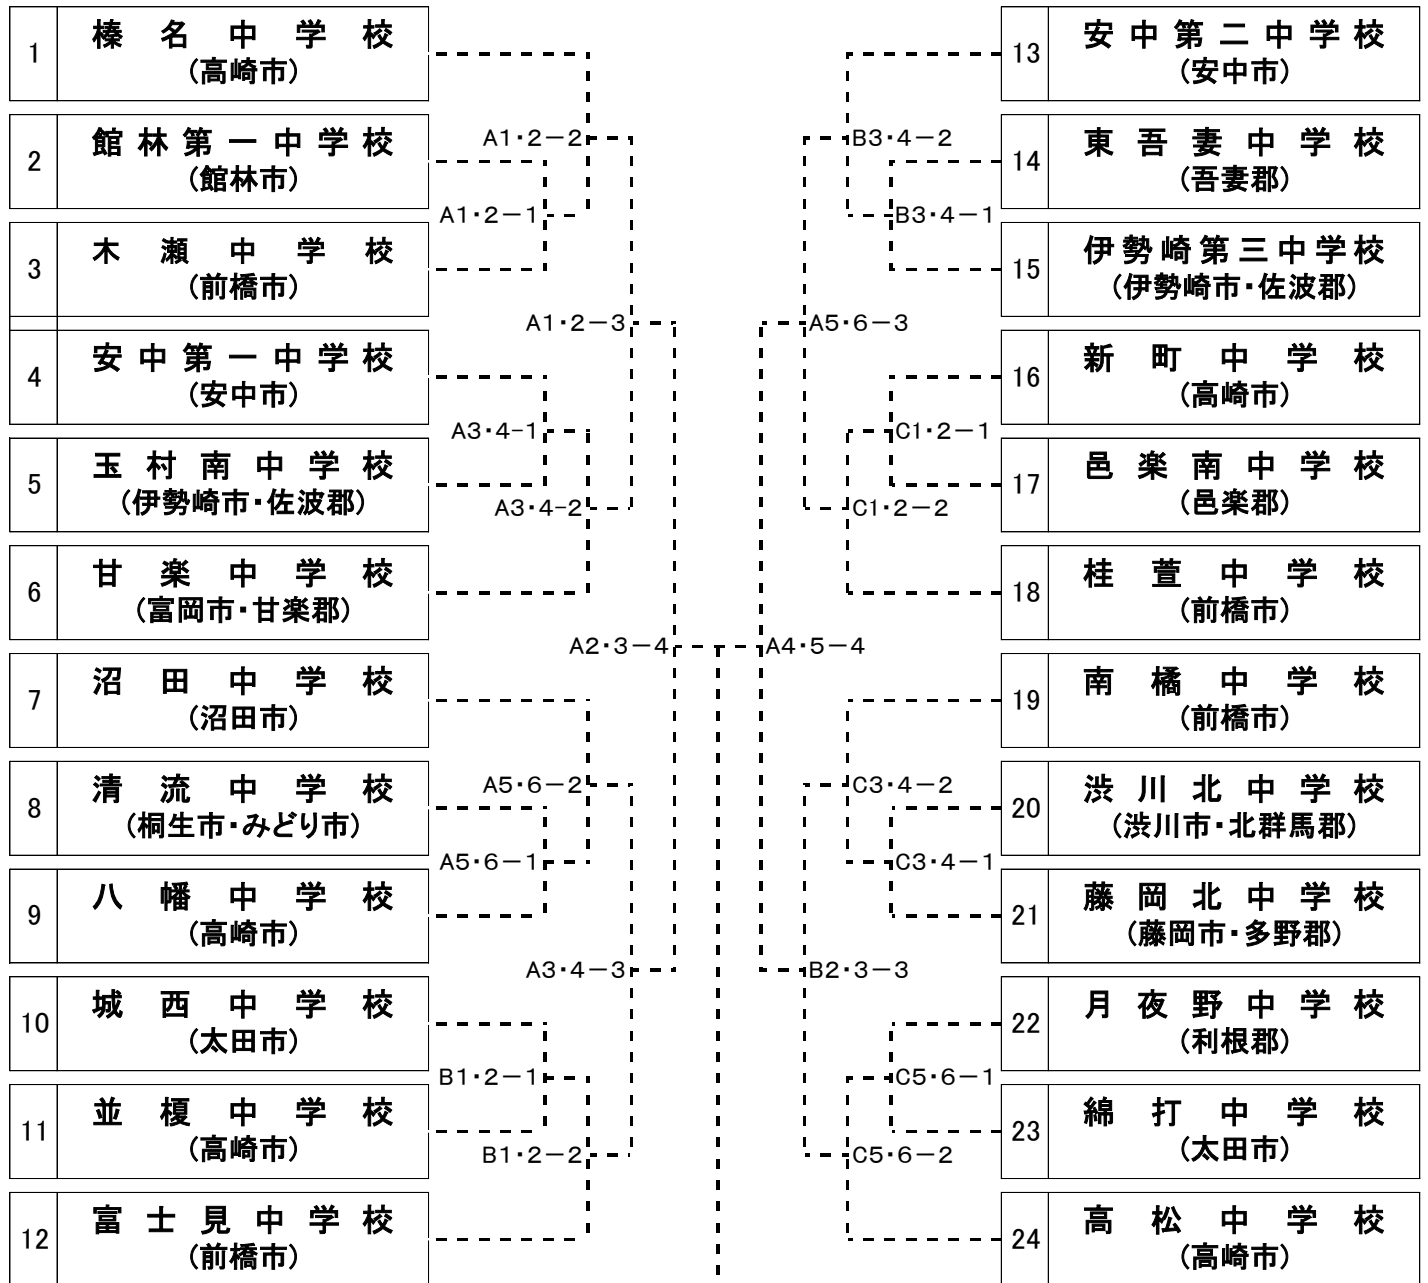 1
榛名中学校
(高崎市)
2
館林第一中学校
(館林市)
3
木瀬中学校
(前橋市)
4
安中第一中学校
(安中市)
5
玉村南中学校
(伊勢崎市・佐波郡)
6
甘楽中学校
(富岡市・甘楽郡)
7
沼田中学校
(沼田市)
8
清流中学校
(桐生市・みどり市)
9
八幡中学校
(高崎市)
10
城西中学校
(太田市)
11
並榎中学校
(高崎市)
12
富士見中学校
(前橋市)
A1・2－2
A1・2－1
A1・2－3
A3・4-1
A3・4-2
A2・3－4
A5・6－2
A5・6－1
A3・4－3
B1・2－1
B1・2－2
B3・4－2
B3・4－1
A5・6－3
C1・2－1
C1・2－2
A4・5－4
C3・4－2
C3・4－1
B2・3－3
C5・6－1
C5・6－2
13
安中第二中学校
(安中市)
14
東吾妻中学校
(吾妻郡)
15
伊勢崎第三中学校
(伊勢崎市・佐波郡)
16
新町中学校
(高崎市)
17
邑楽南中学校
(邑楽郡)
18
桂萱中学校
(前橋市)
19
南橘中学校
(前橋市)
20
渋川北中学校
(渋川市・北群馬郡)
21
藤岡北中学校
(藤岡市・多野郡)
22
月夜野中学校
(利根郡)
23
綿打中学校
(太田市)
24
高松中学校
(高崎市)